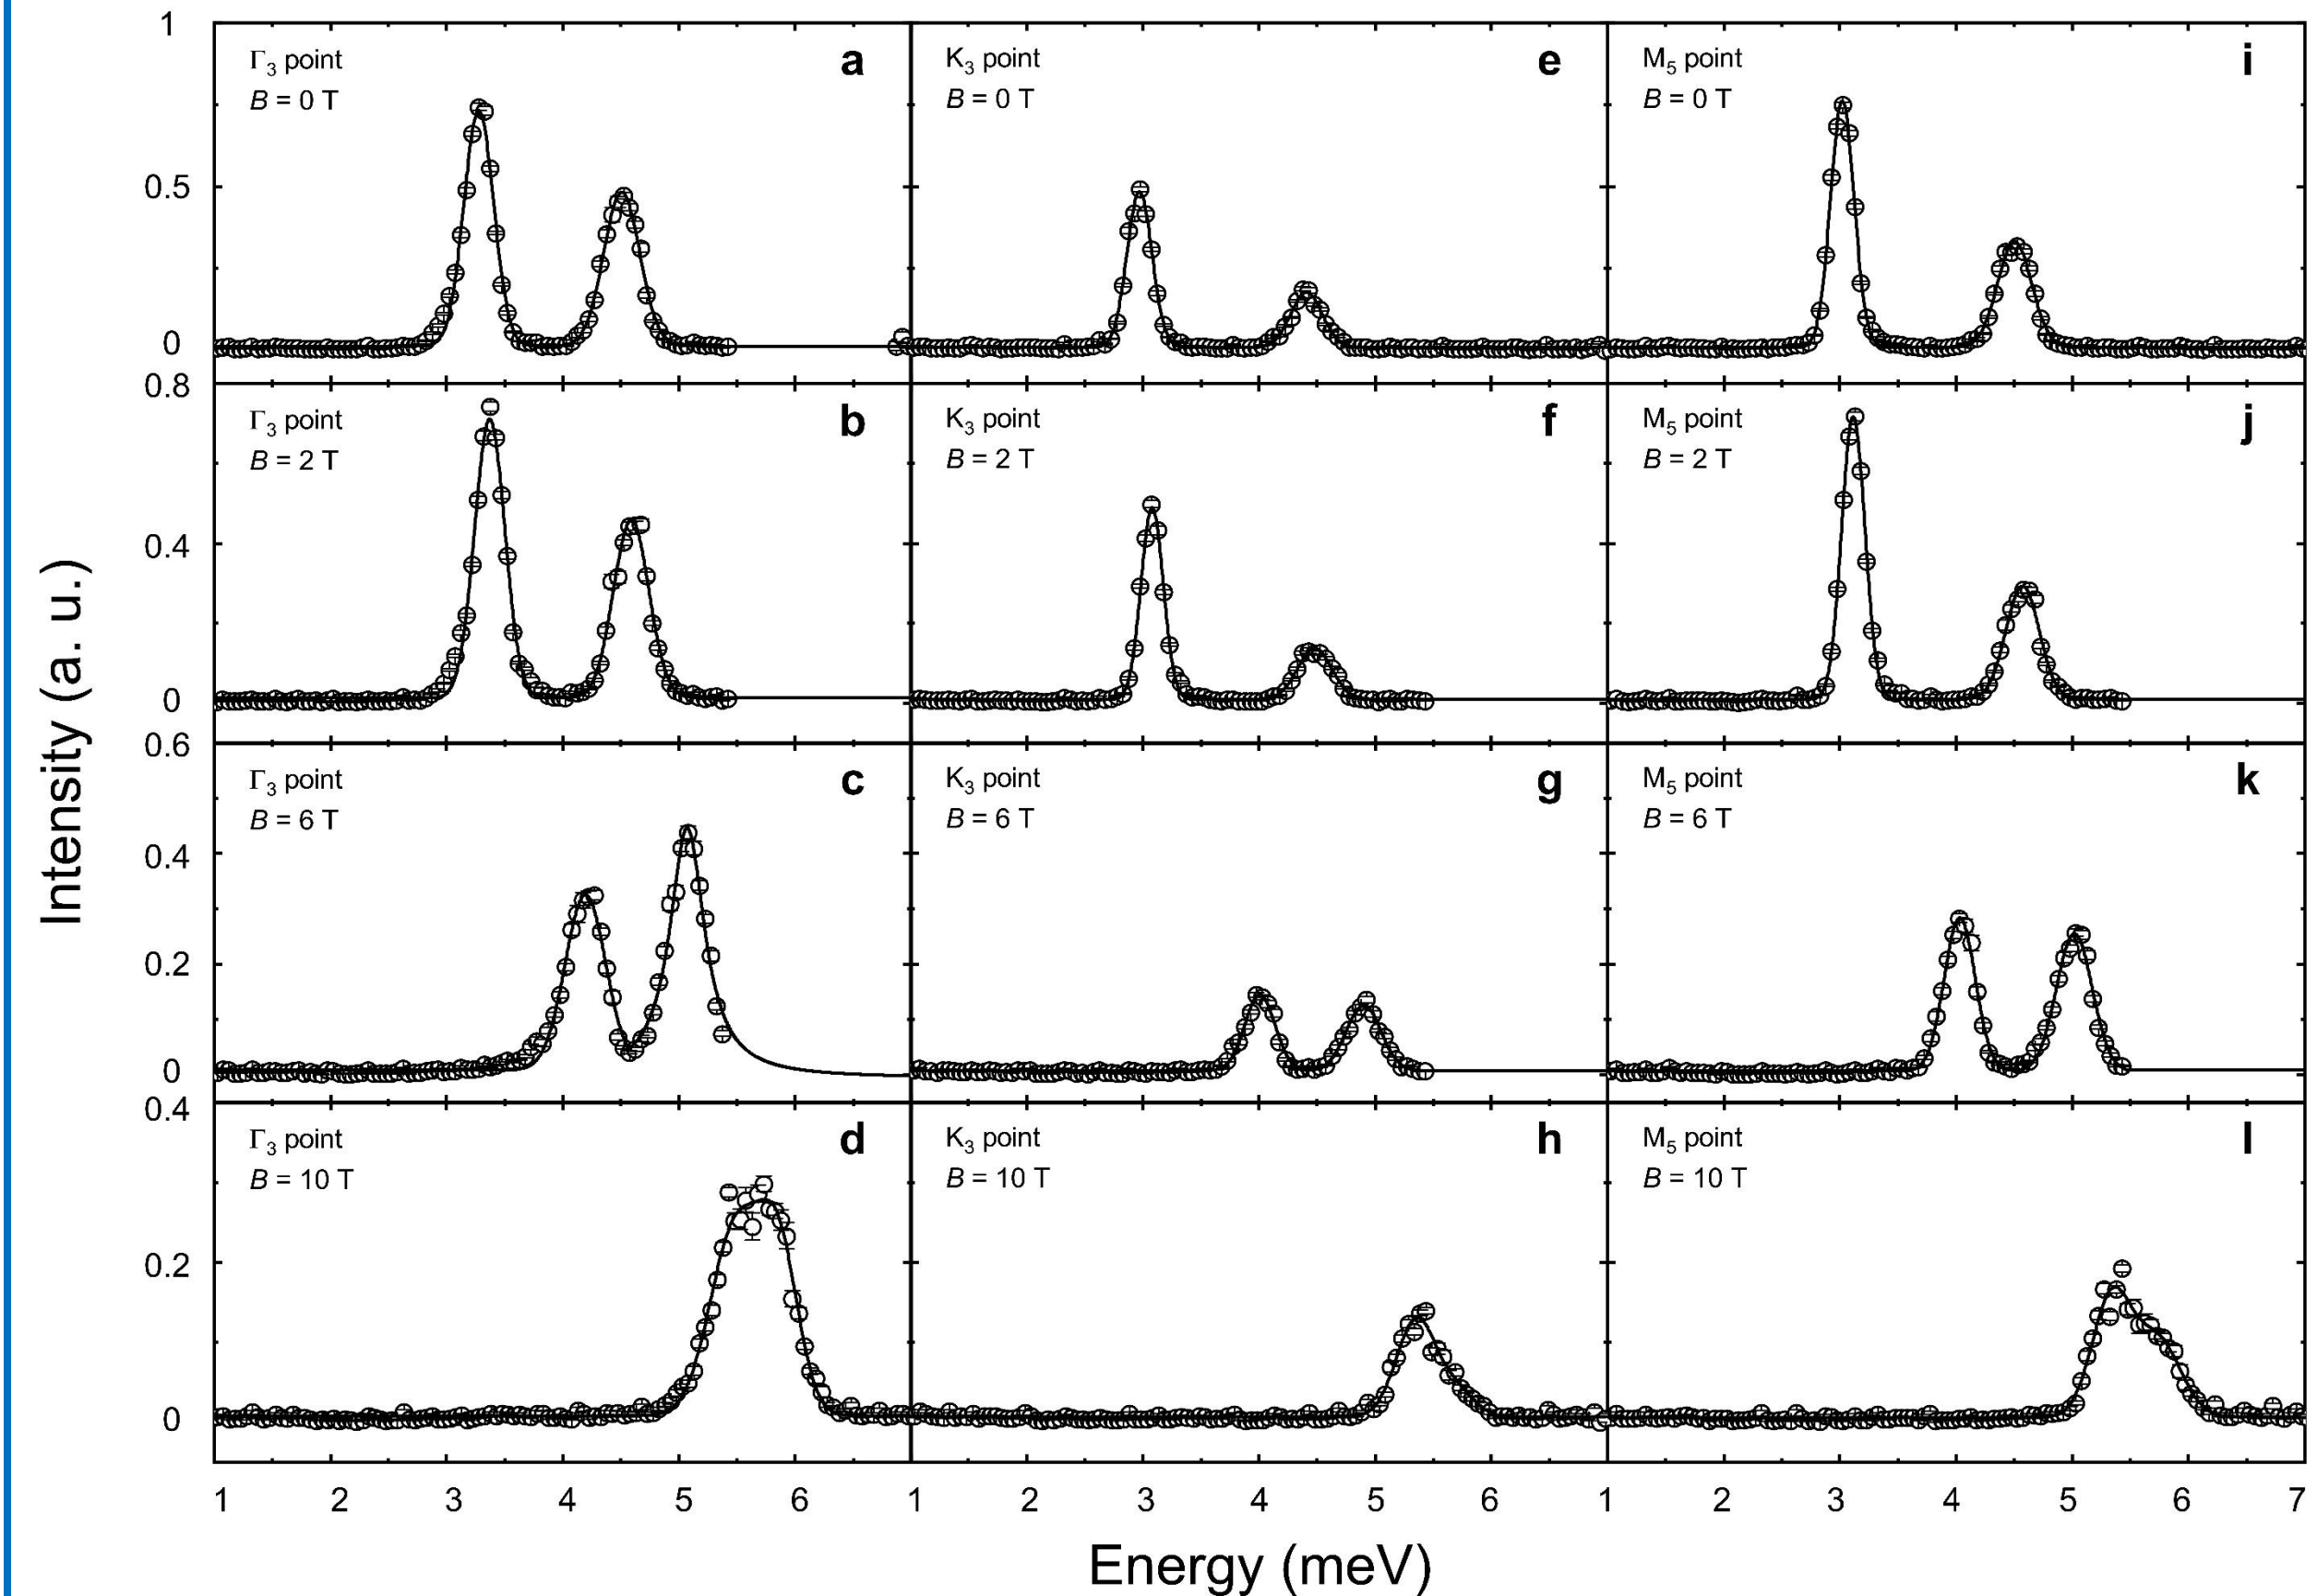 Intensity (a. u.)
1
0.5
0
0.8
0.4
0
0.6
0.4
0.2
0
0.4
0.2
0
Γ3 point
B = 0 T
a
K3 point
B = 0 T
e
M5 point
B = 0 T
i
Γ3 point
B = 2 T
b
K3 point
B = 2 T
f
M5 point
B = 2 T
j
Γ3 point
B = 6 T
c
K3 point
B = 6 T
g
M5 point
B = 6 T
k
Γ3 point
B = 10 T
d
K3 point
B = 10 T
h
M5 point
B = 10 T
l
1 2 3 4 5 6 1 2 3 4 5 6 1 2 3 4 5 6 7
Energy (meV)